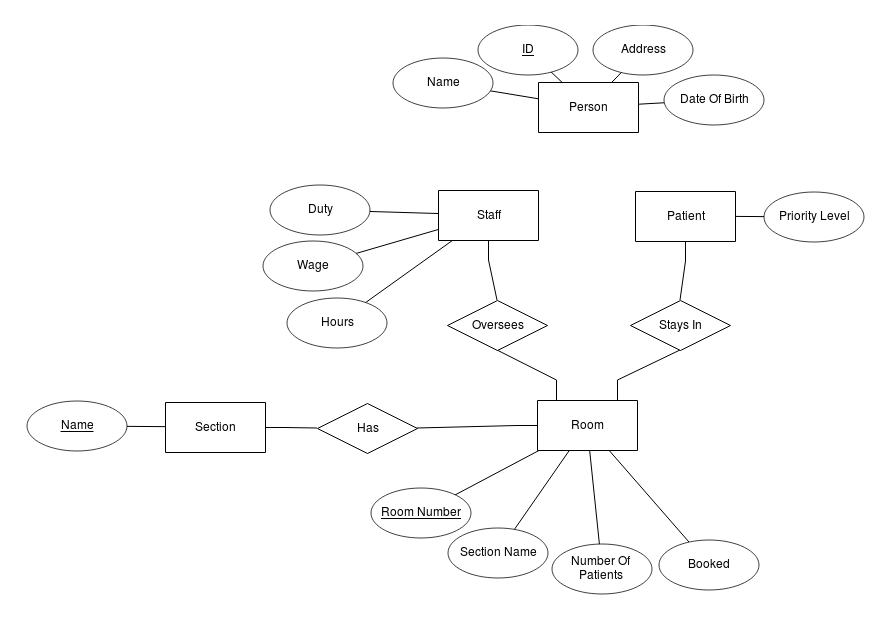 ID
Address
Name
Date Of Birth
Person
Duty
Staff
Patient
Priority Level
Wage
Hours
Oversees
Stays In
Name
Section
Has
Room
Room Number
Section Name
Number Of
Patients
Booked